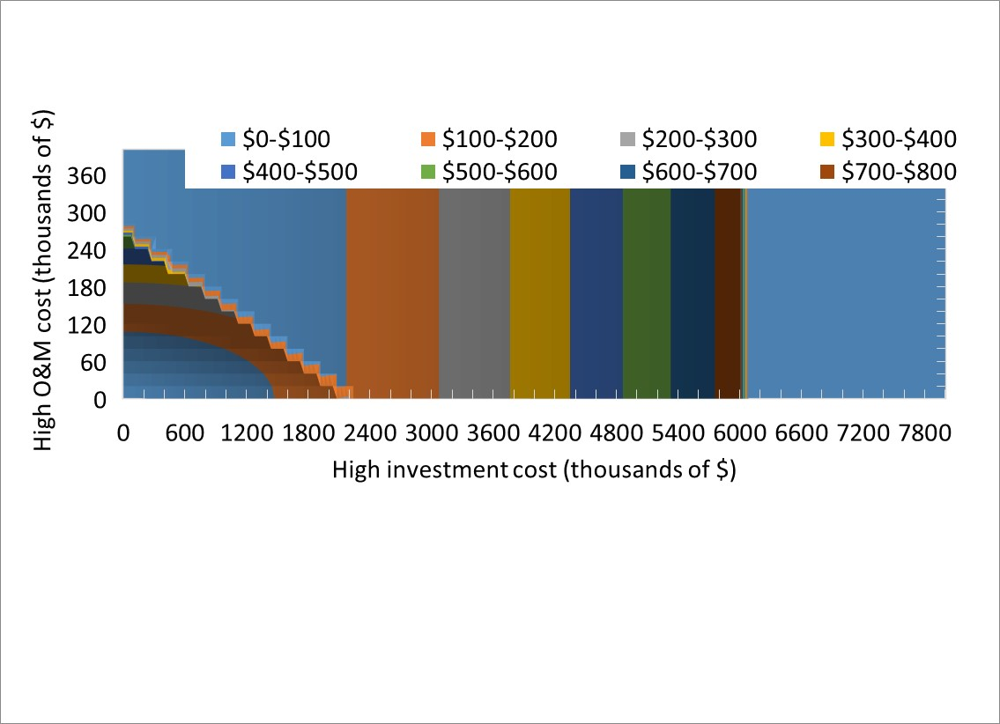 $0-$100 $100-$200 $200-$300 $300-$400
$400-$500 $500-$600 $600-$700 $700-$800
High O&M cost (thousands of $)
360
300
240
180
120
60
0
0 600 1200 1800 2400 3000 3600 4200 4800 5400 6000 6600 7200 7800
High investment cost (thousands of $)